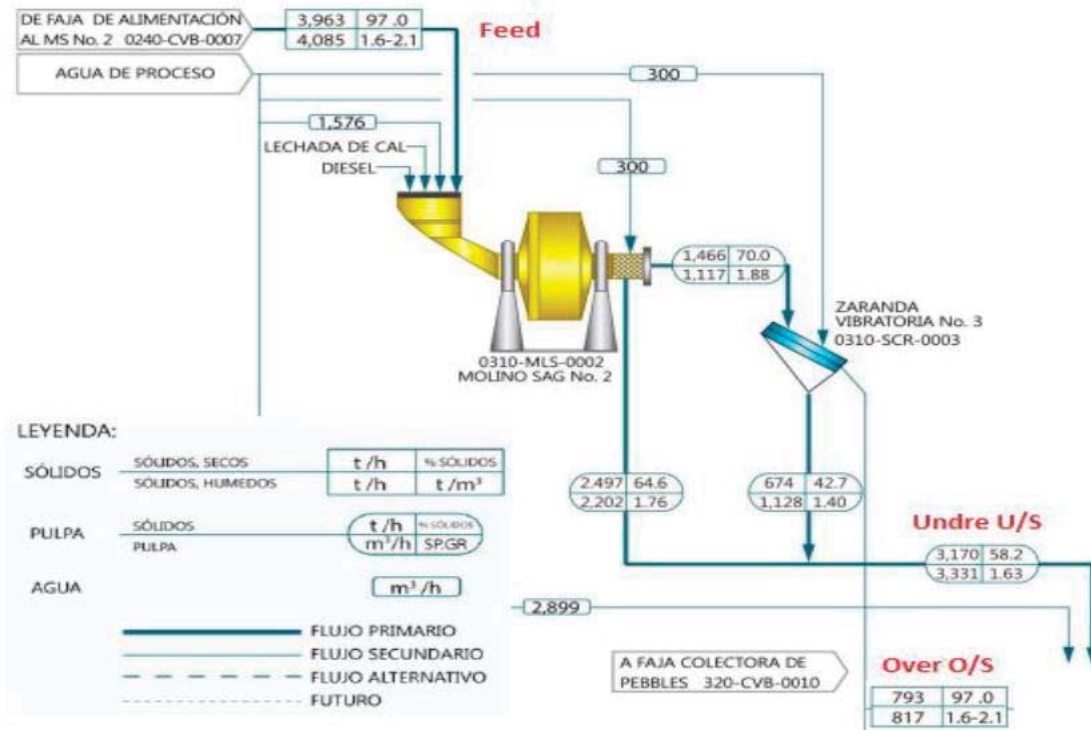 DE FAJA DE ALIMENTACIÓN
AL MS No. 2 0240-CVB-0007
3,963 97 .0
4,085 1.6-2.1
Feed
AGUA DE PROCESO
300
1,576
LECHADA DE CAL
DIESEL
300
1,466 70.0
1,117 1.88
ZARANDA
VIBRATORIA No. 3
0310-SCR-0003
0310-MLS-0002
MOLINO SAG No. 2
LEYENDA:
SÓLIDOS
SÓLIDOS, SECOS
SÓLIDOS, HUMEDOS
t/h % SÓLIDOS
t/h t/m³
PULPA
SÓLIDOS
PULPA
t/h % SÓLIDOS
m³/h SP.GR
AGUA
m³/h
FLUJO PRIMARIO
FLUJO SECUNDARIO
FLUJO ALTERNATIVO
FUTURO
2.497 64.6
2,202 1.76
674 42.7
1,128 1.40
Undre U/S
3,170 58.2
3,331 1.63
2,899
A FAJA COLECTORA DE
PEBBLES 320-CVB-0010
Over O/S
793 97 .0
817 1.6-2.1